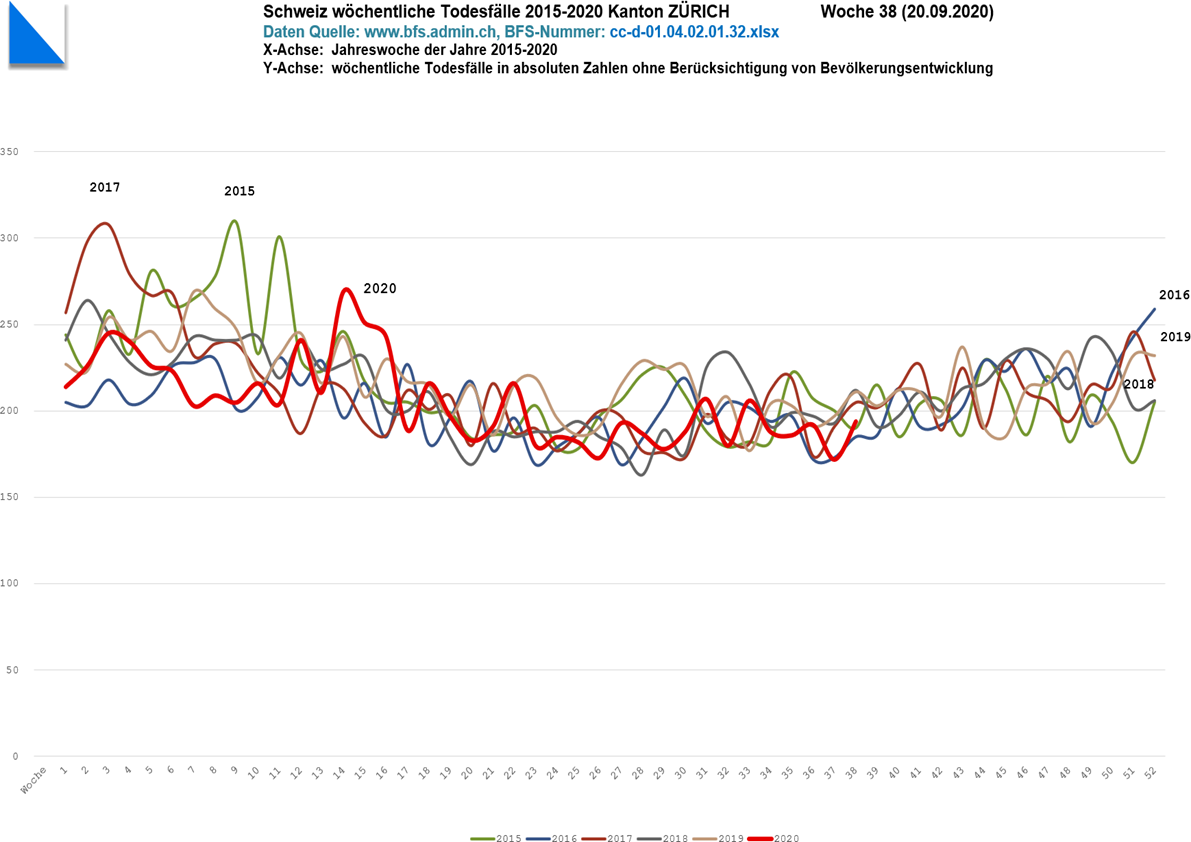 Schweiz wöchentliche Todesfälle 2015-2020 Kanton ZÜRICH Woche 38 (20.09.2020)
Daten Quelle: www.bfs.admin.ch, BFS-Nummer: cc-d-01.04.02.01.32.xlsx
X-Achse: Jahreswoche der Jahre 2015-2020
Y-Achse: wöchentliche Todesfälle in absoluten Zahlen ohne Berücksichtigung von Bevölkerungsentwicklung
350
2017
2015
300
2020
2016
250
2019
2018
200
150
100
50
0
Woche 1 2 3 4 5 6 7 8 9 10 11 12 13 14 15 16 17 18 19 20 21 22 23 24 25 26 27 28 29 30 31 32 33 34 35 36 37 38 39 40 41 42 43 44 45 46 47 48 49 50 51 52
2015 2016 2017 2018 2019 2020